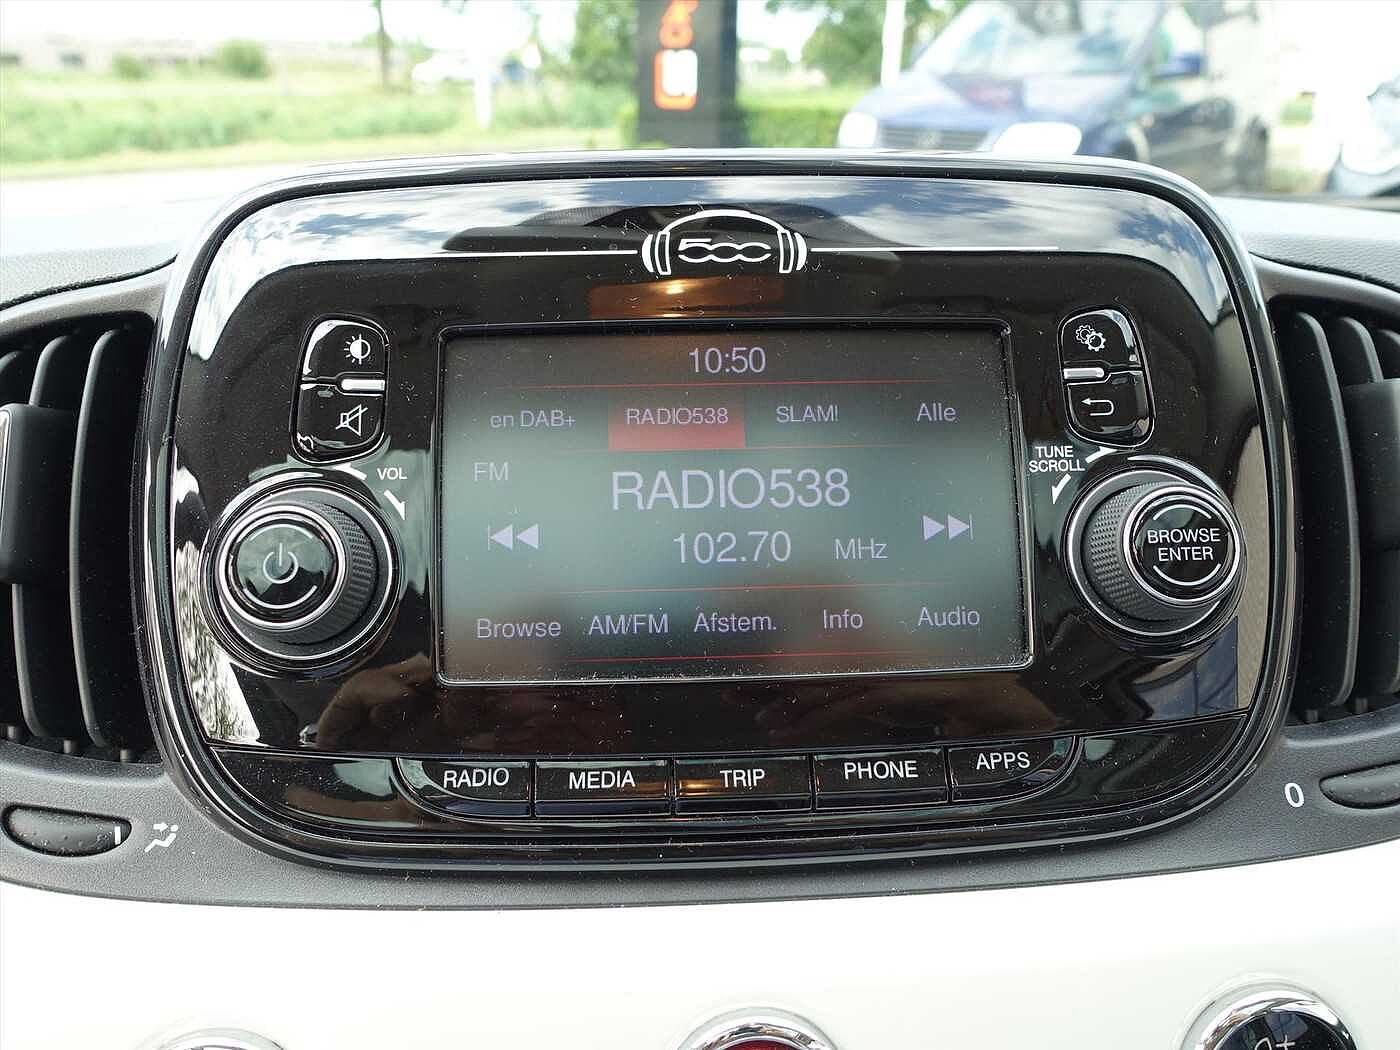 500
10:50
en DAB+ RADIO538 SLAM! Alle
FM
RADIO538
102.70 MHz
Browse AM/FM Afstem. Info Audio
VOL
TUNE
SCROLL
BROWSE
ENTER
RADIO MEDIA TRIP PHONE APPS
0